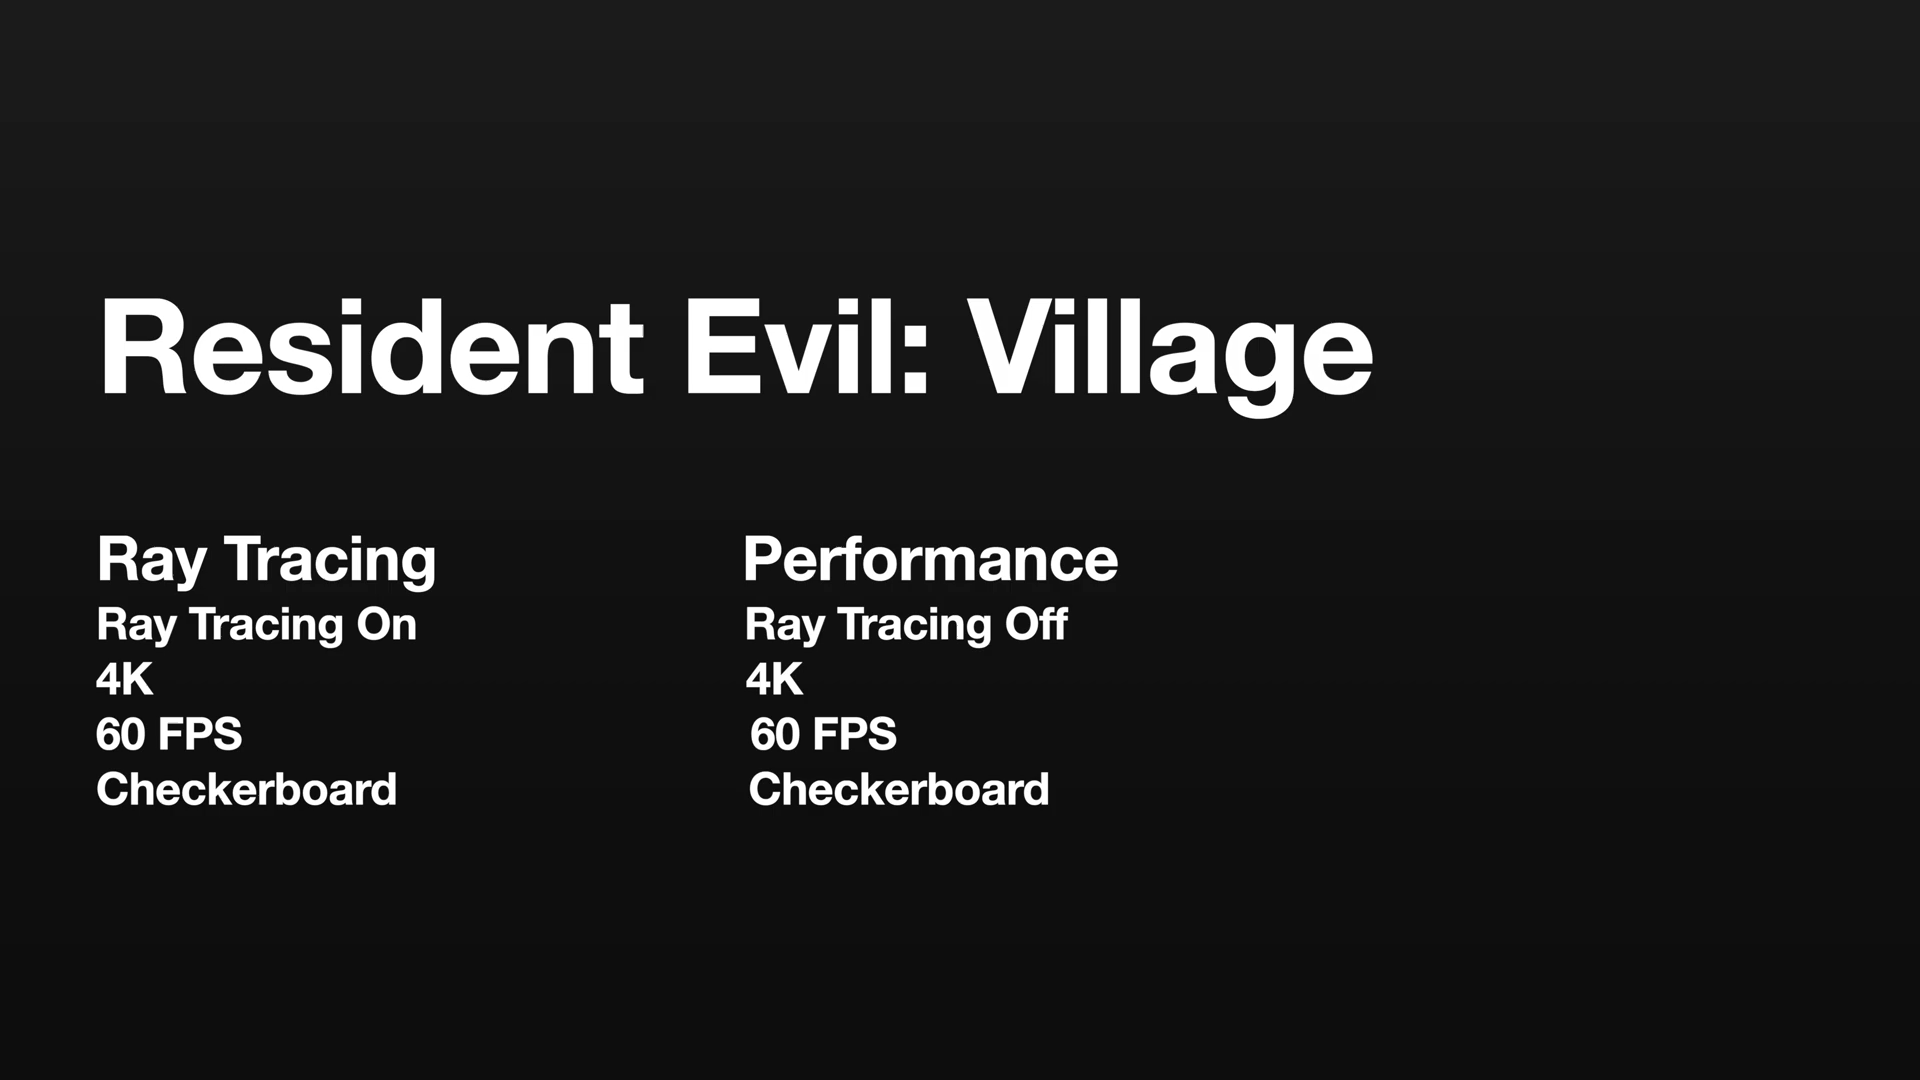 Resident Evil: Village
Ray Tracing
Ray Tracing On
4K
60 FPS
Checkerboard
Performance
Ray Tracing Off
4K
60 FPS
Checkerboard